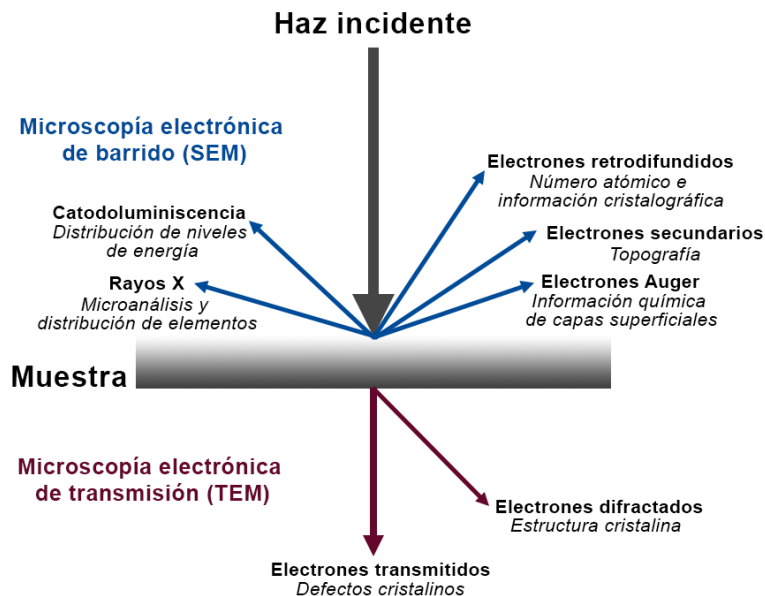 Haz incidente
Microscopía electrónica
de barrido (SEM)
Electrones retrodifundidos
Número atómico e
información cristalográfica
Catodoluminiscencia
Distribución de niveles
de energía
Electrones secundarios
Topografía
Rayos X
Microanálisis y
distribución de elementos
Electrones Auger
Información química
de capas superficiales
Muestra
Microscopía electrónica
de transmisión (TEM)
Electrones difractados
Estructura cristalina
Electrones transmitidos
Defectos cristalinos